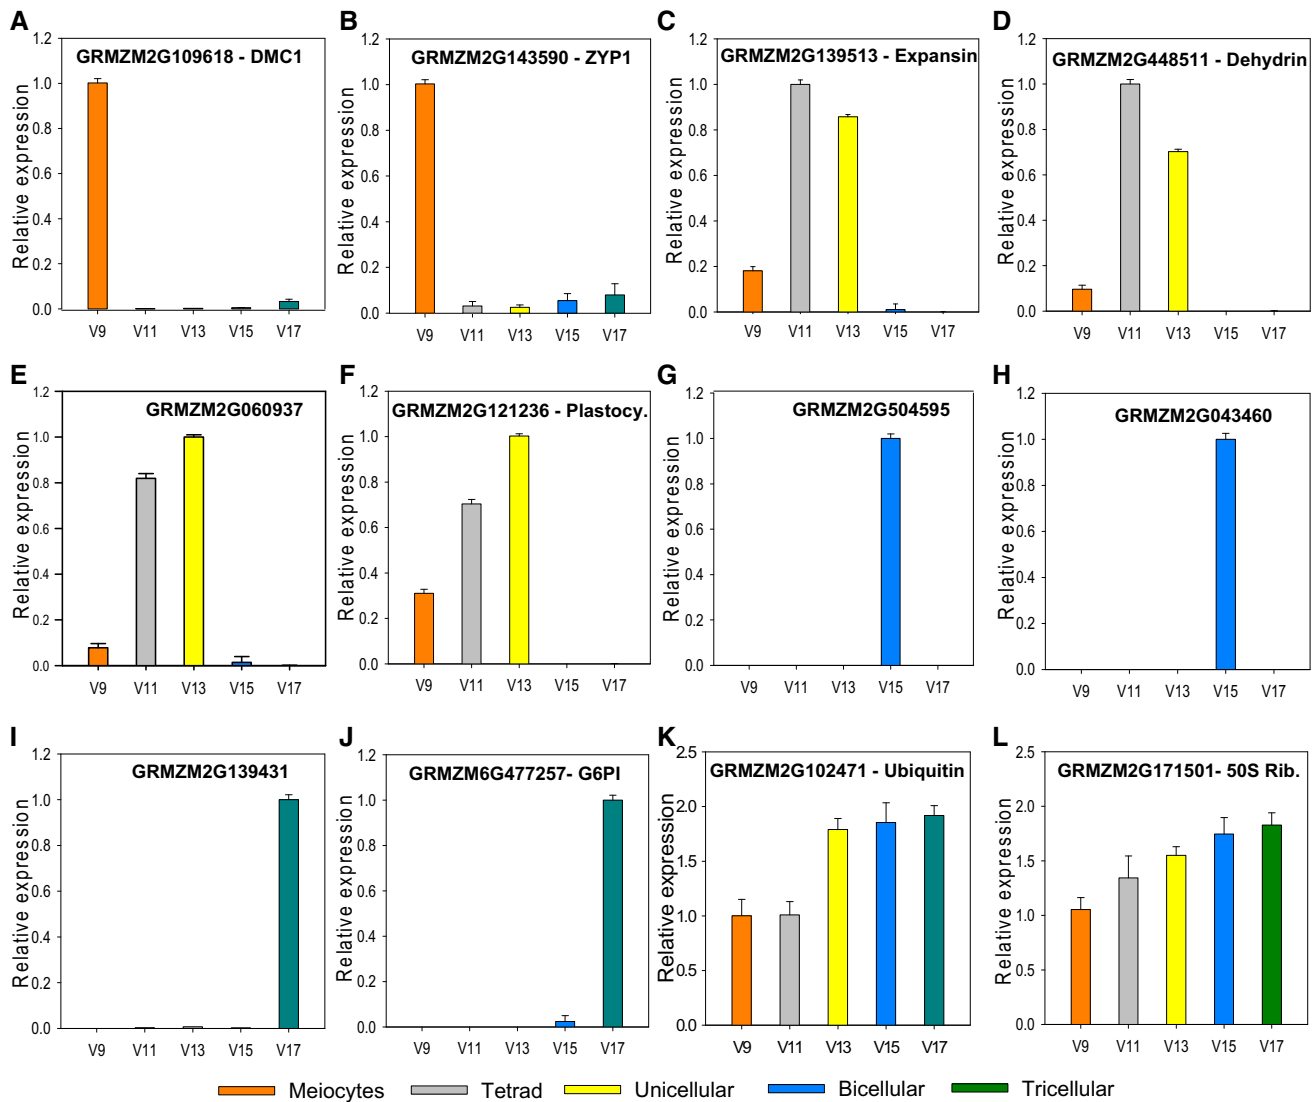 A
GRMZM2G109618 - DMC1
Relative expression
1.2
1.0
0.8
0.6
0.4
0.2
0.0
V9 V11 V13 V15 V17
B
GRMZM2G143590 - ZYP1
Relative expression
1.2
1.0
0.8
0.6
0.4
0.2
0.0
V9 V11 V13 V15 V17
C
GRMZM2G139513 - Expansin
Relative expression
1.2
1.0
0.8
0.6
0.4
0.2
0.0
V9 V11 V13 V15 V17
D
GRMZM2G448511 - Dehydrin
Relative expression
1.2
1.0
0.8
0.6
0.4
0.2
0.0
V9 V11 V13 V15 V17
E
GRMZM2G060937
Relative expression
1.2
1.0
0.8
0.6
0.4
0.2
0.0
V9 V11 V13 V15 V17
F
GRMZM2G121236 - Plastocy.
Relative expression
1.2
1.0
0.8
0.6
0.4
0.2
0.0
V9 V11 V13 V15 V17
G
GRMZM2G504595
Relative expression
1.2
1.0
0.8
0.6
0.4
0.2
0.0
V9 V11 V13 V15 V17
H
GRMZM2G043460
Relative expression
1.2
1.0
0.8
0.6
0.4
0.2
0.0
V9 V11 V13 V15 V17
I
GRMZM2G139431
Relative expression
1.2
1.0
0.8
0.6
0.4
0.2
0.0
V9 V11 V13 V15 V17
J
GRMZM6G477257- G6PI
Relative expression
1.2
1.0
0.8
0.6
0.4
0.2
0.0
V9 V11 V13 V15 V17
K
GRMZM2G102471 - Ubiquitin
Relative expression
2.5
2.0
1.5
1.0
0.5
0.0
V9 V11 V13 V15 V17
L
GRMZM2G171501- 50S Rib.
Relative expression
2.5
2.0
1.5
1.0
0.5
0.0
V9 V11 V13 V15 V17
Meiocytes Tetrad Unicellular Bicellular Tricellular